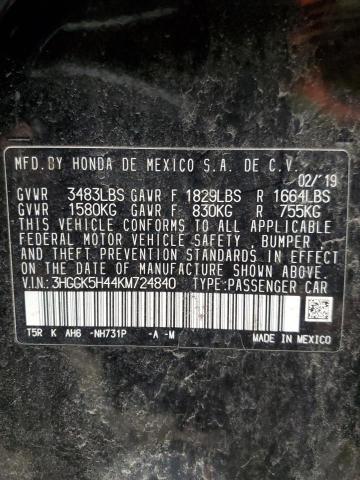 MFD.BY HONDA DE MEXICO S.A. DE C.V.
02/'19
GVWR 3483LBS GAWR F 1829LBS R 1664LBS
GVWR 1580KG GAWR F 830KG R 755KG
THIS VEHICLE CONFORMS TO ALL APPLICABLE
FEDERAL MOTOR VEHICLE SAFETY, BUMPER,
AND THEFT PREVENTION STANDARDS IN EFFECT
ON THE DATE OF MANUFACTURE SHOWN ABOVE.
V.I.N.:3HGGK5H44KM724840 TYPE:PASSENGER CAR
T5R K AH6 -NH731P -A -M
MADE IN MEXICO